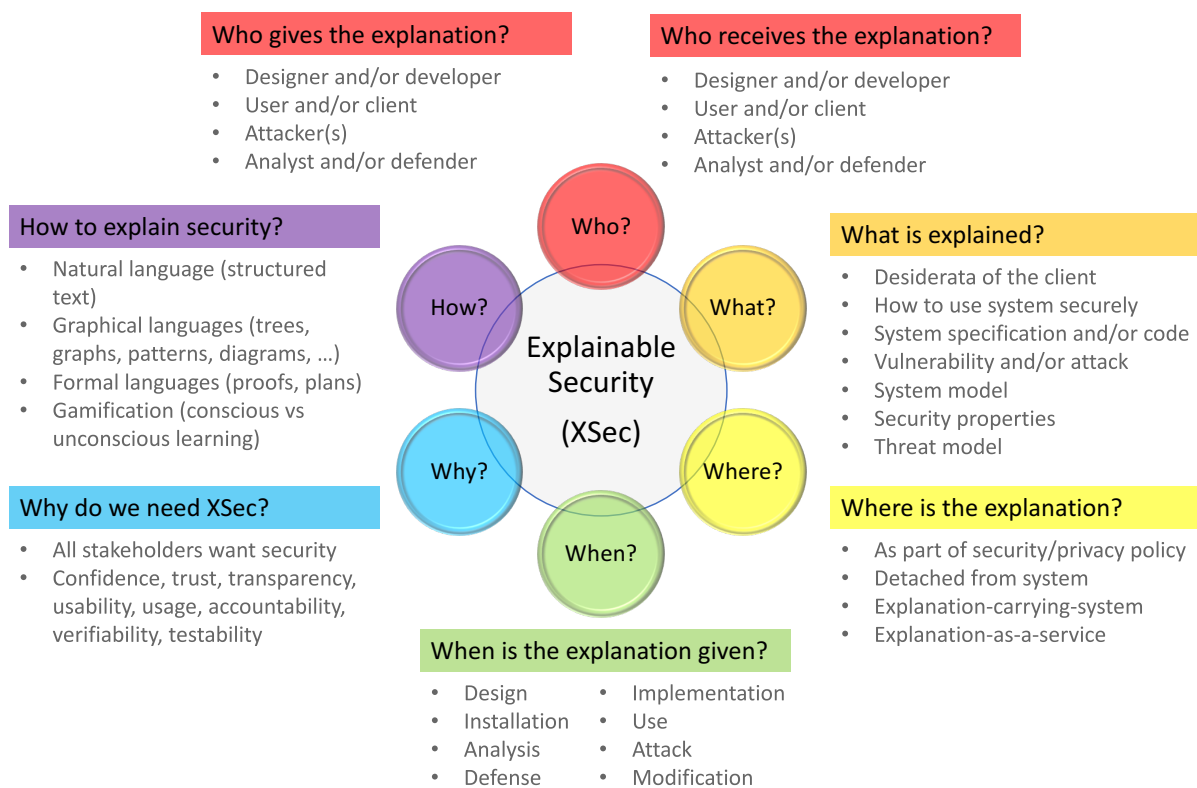 Who gives the explanation?
• Designer and/or developer
• User and/or client
• Attacker(s)
• Analyst and/or defender
Who receives the explanation?
• Designer and/or developer
• User and/or client
• Attacker(s)
• Analyst and/or defender
How to explain security?
• Natural language (structured
text)
• Graphical languages (trees,
graphs, patterns, diagrams, …)
• Formal languages (proofs, plans)
• Gamification (conscious vs
unconscious learning)
Who?
How?
What?
Explainable
Security
(XSec)
Why?
Where?
When?
What is explained?
• Desiderata of the client
• How to use system securely
• System specification and/or code
• Vulnerability and/or attack
• System model
• Security properties
• Threat model
Why do we need XSec?
• All stakeholders want security
• Confidence, trust, transparency,
usability, usage, accountability,
verifiability, testability
Where is the explanation?
• As part of security/privacy policy
• Detached from system
• Explanation-carrying-system
• Explanation-as-a-service
When is the explanation given?
• Design
• Installation
• Analysis
• Defense
• Implementation
• Use
• Attack
• Modification